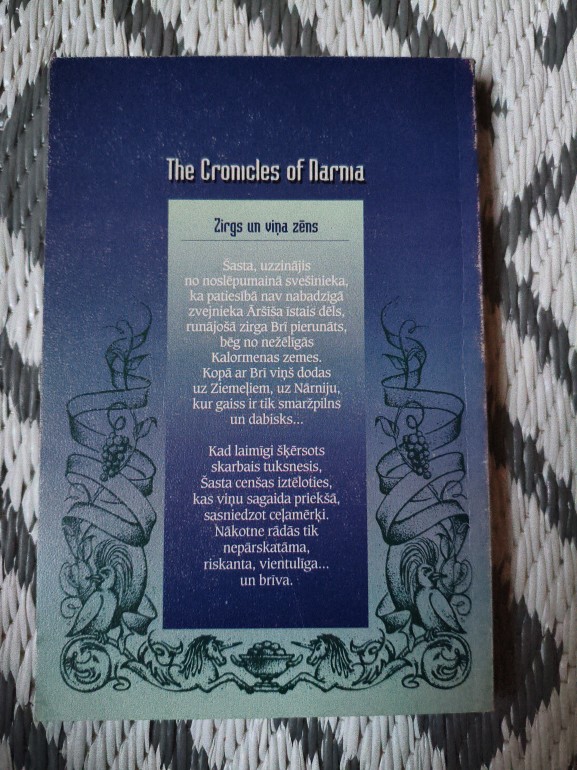 The Cronicles of Narnia
Zirgs un viņa zēns
Šasta, uzzinājis
no noslēpumainā svešinieka,
ka patiesībā nav nabadzīgā
zvejnieka Āršīša īstais dēls,
runājošā zirga Brī pierunāts,
bēg no nežēlīgās
Kalormenas zemes.
Kopā ar Brī viņš dodas
uz Ziemeļiem, uz Nārniju,
kur gaiss ir tik smaržpilns
un dabisks...
Kad laimīgi šķērsots
skarbais tuksnesis,
Šasta cenšas iztēloties,
kas viņu sagaida priekšā,
sasniedzot ceļamērķi.
Nākotne rādās tik
nepārskatāma,
riskanta, vientulīga...
un brīva.